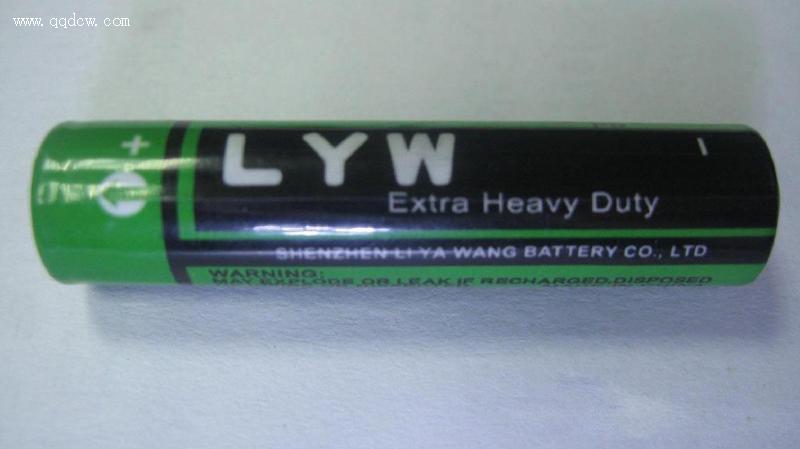 www.qqdcw.com
+
LYW
Extra Heavy Duty
SHENZHEN LI YA WANG BATTERY CO., LTD
WARNING:
MAY EXPLODE OR LEAK IF RECHARGED,DISPOSED